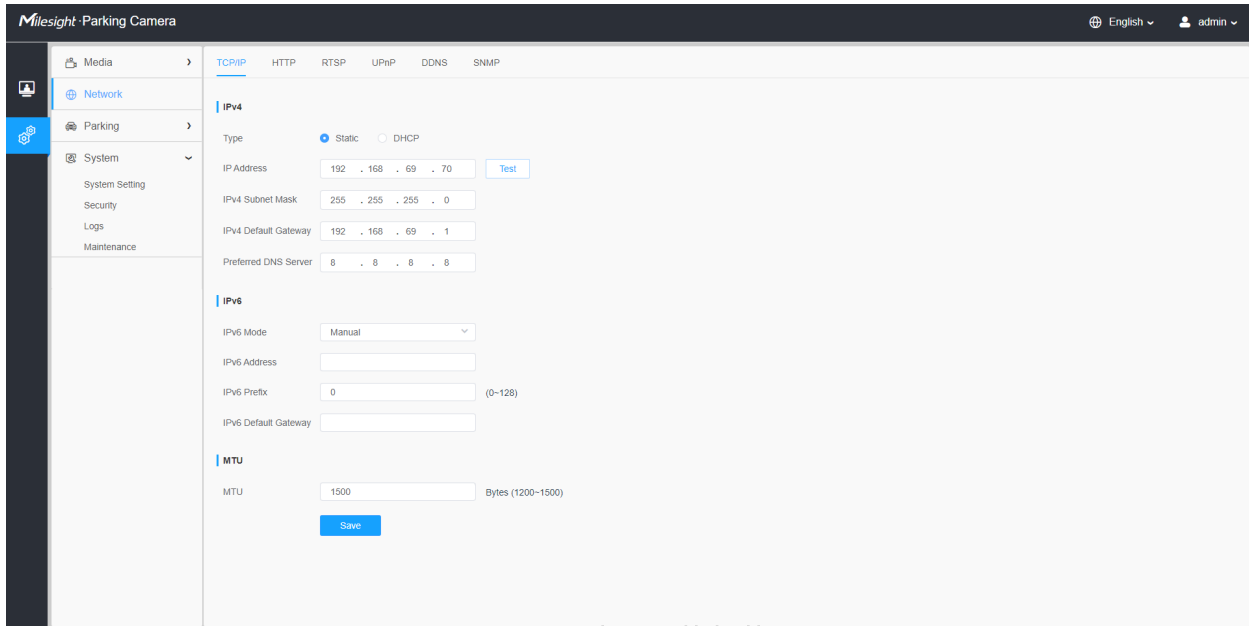 Milesight · Parking Camera
English
admin
Media
Network
Parking
System
System Setting
Security
Logs
Maintenance
TCP/IP HTTP RTSP UPnP DDNS SNMP
IPv4
Type Static DHCP
IP Address 192 . 168 . 69 . 70 Test
IPv4 Subnet Mask 255 . 255 . 255 . 0
IPv4 Default Gateway 192 . 168 . 69 . 1
Preferred DNS Server 8 . 8 . 8 . 8
IPv6
IPv6 Mode Manual
IPv6 Address
IPv6 Prefix 0 (0~128)
IPv6 Default Gateway
MTU
MTU 1500 Bytes (1200~1500)
Save